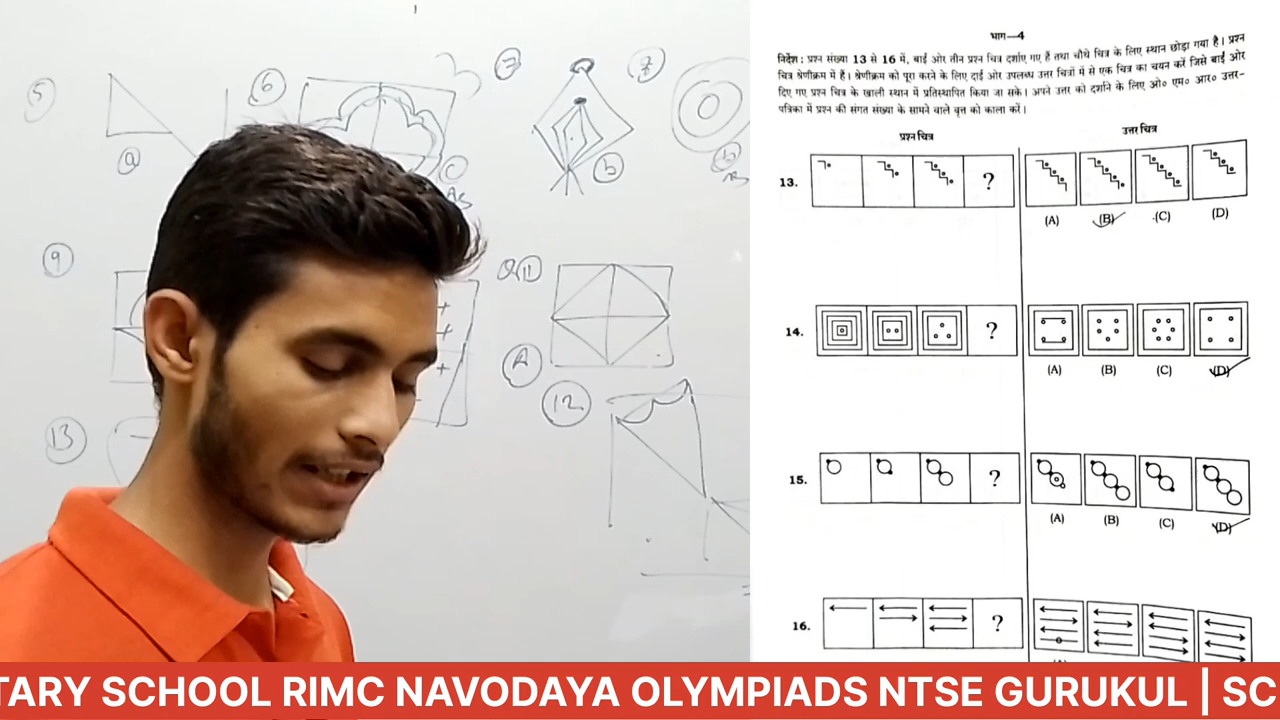 5
a
6
C
As
7
b
8
b
As
9
Q 11
A
12
13
भाग—4
निर्देश : प्रश्न संख्या 13 से 16 में, बाईं ओर तीन प्रश्न चित्र दर्शाए गए हैं तथा चौथे चित्र के लिए स्थान छोड़ा गया है। प्रश्न
चित्र श्रेणीक्रम में हैं। श्रेणीक्रम को पूरा करने के लिए दाईं ओर उपलब्ध उत्तर चित्रों में से एक चित्र का चयन करें जिसे बाईं ओर
दिए गए प्रश्न चित्र के खाली स्थान में प्रतिस्थापित किया जा सके। अपने उत्तर को दर्शाने के लिए ओ० एम० आर० उत्तर-
पत्रिका में प्रश्न की संगत संख्या के सामने वाले वृत्त को काला करें।
प्रश्न चित्र
उत्तर चित्र
13.
?
(A) (B) (C) (D)
14.
?
(A) (B) (C) (D)
15.
?
(A) (B) (C) (D)
16.
?
TARY SCHOOL RIMC NAVODAYA OLYMPIADS NTSE GURUKUL | SC